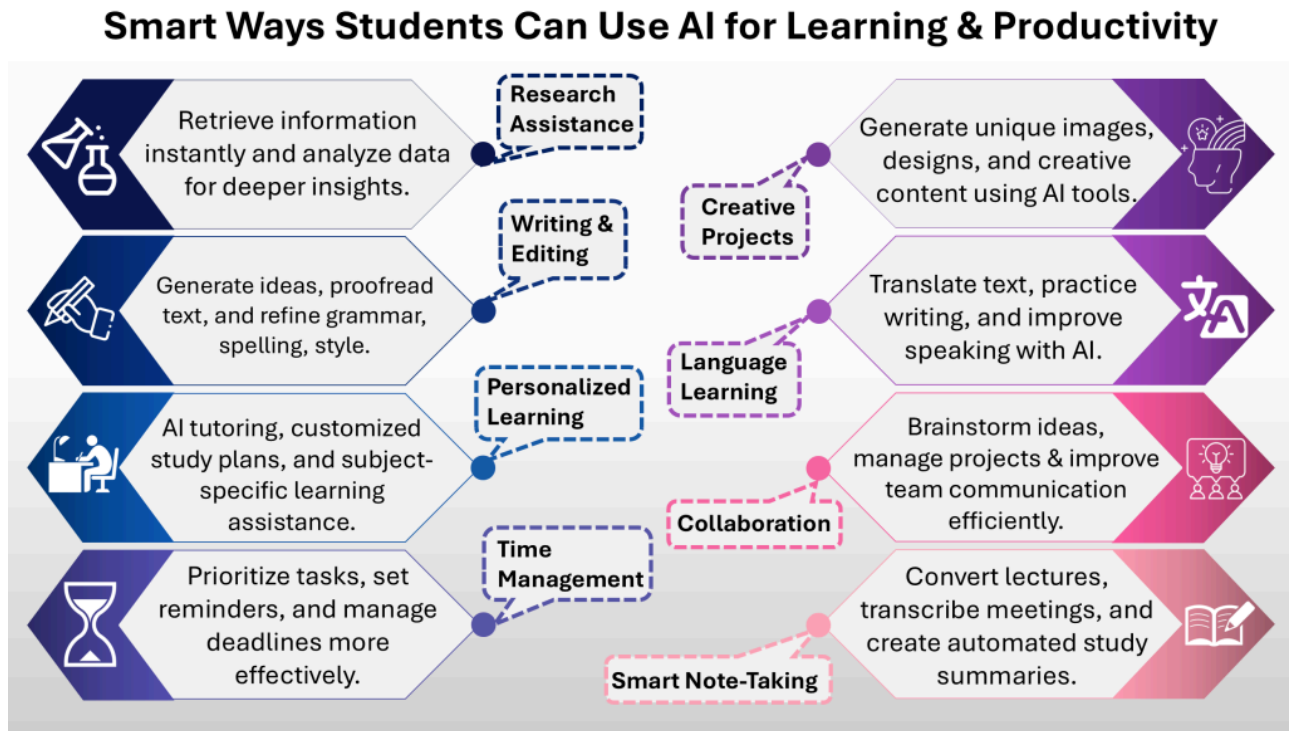 Smart Ways Students Can Use AI for Learning & Productivity
Research
Assistance
Retrieve information
instantly and analyze data
for deeper insights.
Writing &
Editing
Generate ideas, proofread
text, and refine grammar,
spelling, style.
Personalized
Learning
AI tutoring, customized
study plans, and subject-
specific learning
assistance.
Time
Management
Prioritize tasks, set
reminders, and manage
deadlines more
effectively.
Creative
Projects
Generate unique images,
designs, and creative
content using AI tools.
Language
Learning
Translate text, practice
writing, and improve
speaking with AI.
文A
Collaboration
Brainstorm ideas,
manage projects & improve
team communication
efficiently.
Smart Note-Taking
Convert lectures,
transcribe meetings, and
create automated study
summaries.